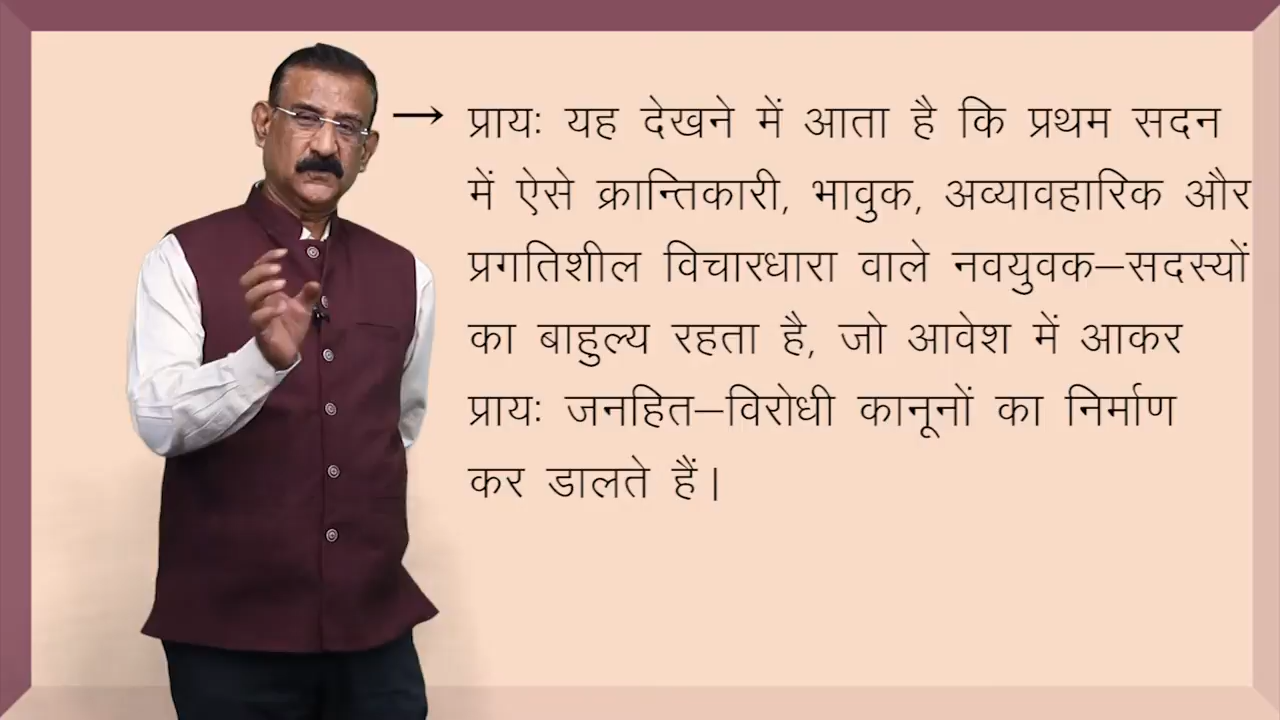 → प्रायः यह देखने में आता है कि प्रथम सदन
में ऐसे क्रान्तिकारी, भावुक, अव्यावहारिक और
प्रगतिशील विचारधारा वाले नवयुवक–सदस्यों
का बाहुल्य रहता है, जो आवेश में आकर
प्रायः जनहित–विरोधी कानूनों का निर्माण
कर डालते हैं।